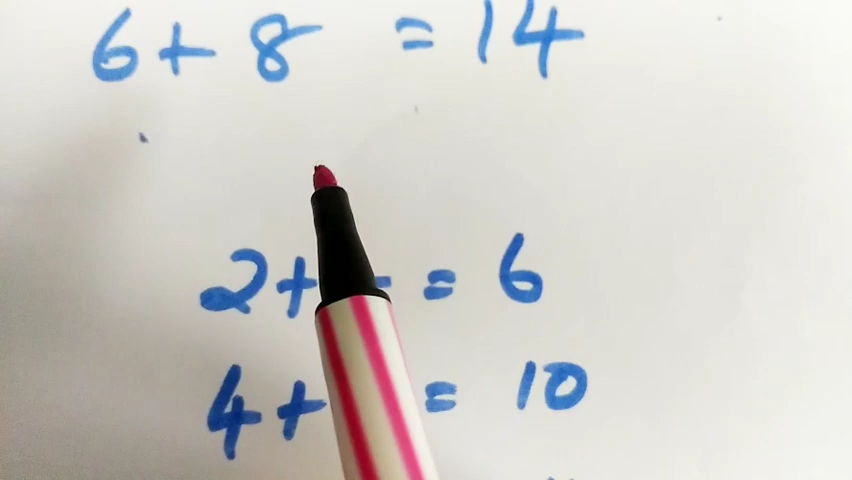 6 + 8 = 14
2 + = 6
4 + = 10